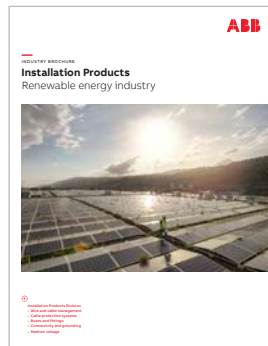 ABB
INDUSTRY BROCHURE
Installation Products
Renewable energy industry
Installation Products Division
- Wire and cable management
- Cable protection systems
- Boxes and fittings
- Connectivity and grounding
- Medium voltage